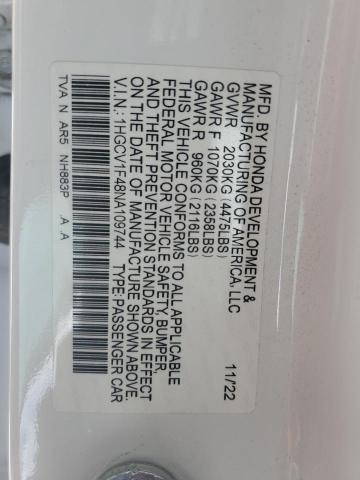 MFD. BY HONDA DEVELOPMENT &
MANUFACTURING OF AMERICA, LLC 11/22
GVWR 2030KG (4475LBS)
GAWR F 1070KG (2358LBS)
GAWR R 960KG (2116LBS)
THIS VEHICLE CONFORMS TO ALL APPLICABLE
FEDERAL MOTOR VEHICLE SAFETY, BUMPER,
AND THEFT PREVENTION STANDARDS IN EFFECT
ON THE DATE OF MANUFACTURE SHOWN ABOVE.
V.I.N.: 1HGCV1F48NA109744 TYPE: PASSENGER CAR
TVA N AR5 NH883P A .A